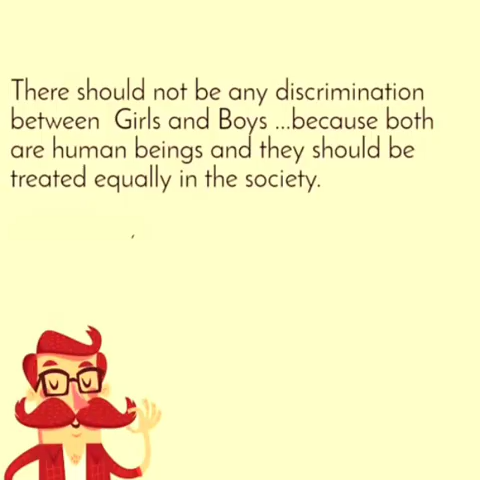 There should not be any discrimination
between Girls and Boys ...because both
are human beings and they should be
treated equally in the society.